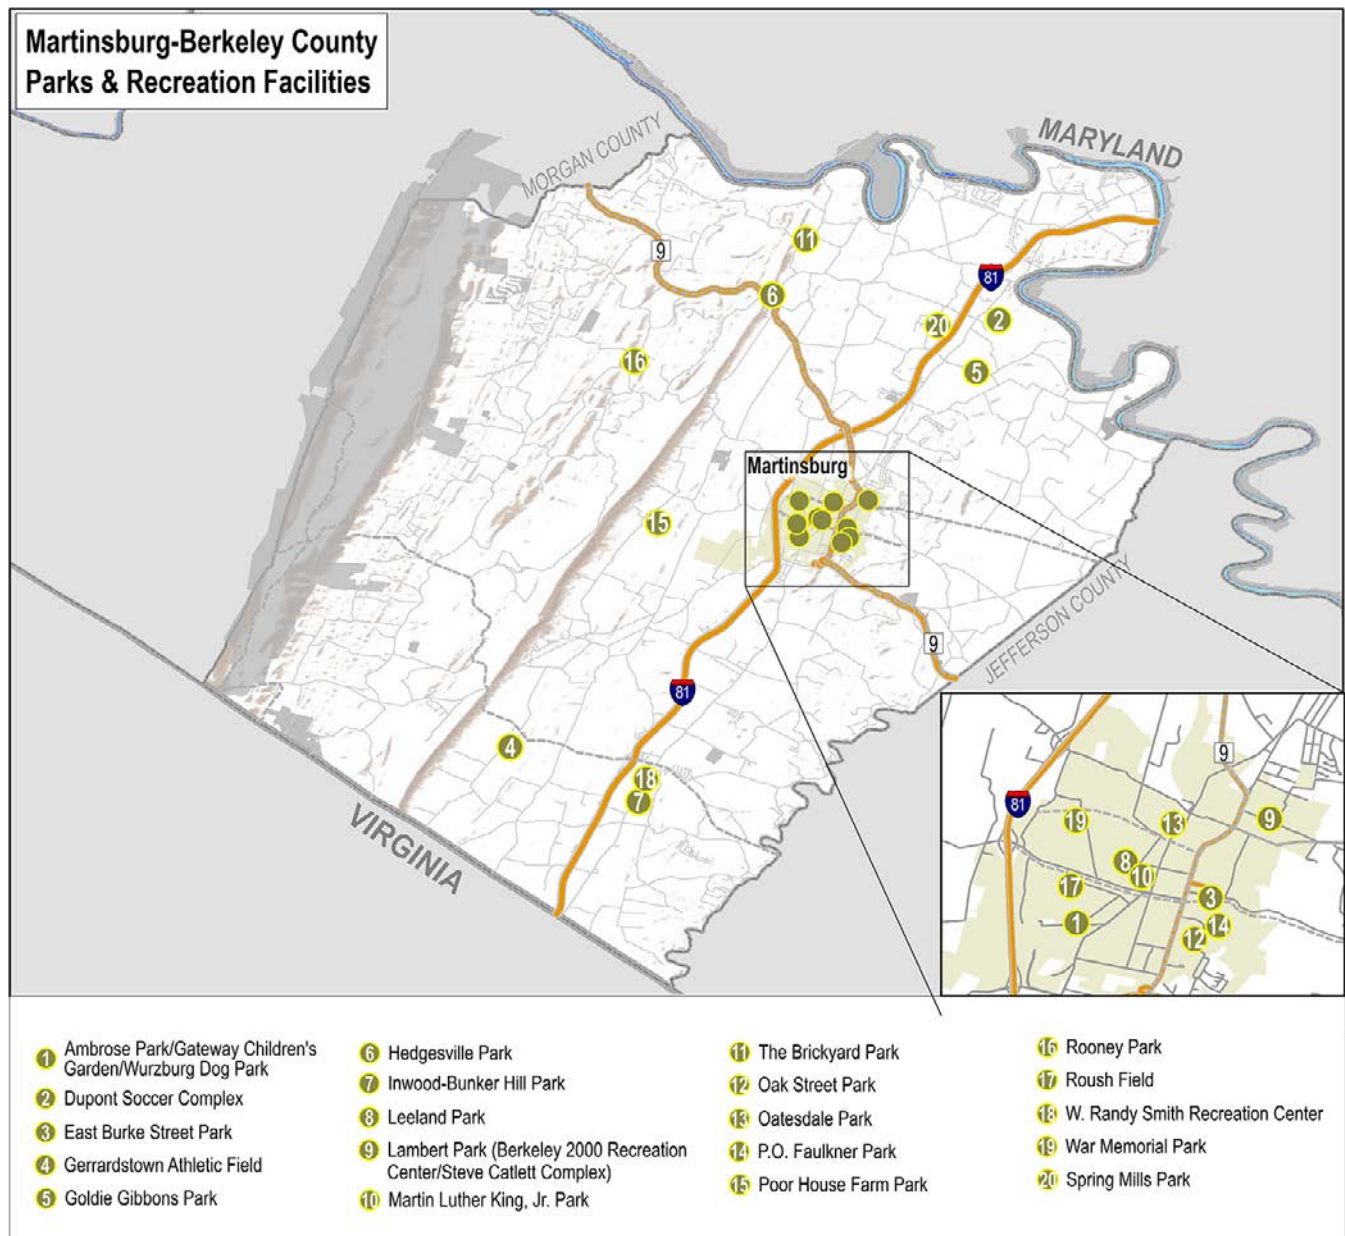 Martinsburg-Berkeley County
Parks & Recreation Facilities
MORGAN COUNTY
MARYLAND
9
11
81
6
20
2
16
5
Martinsburg
15
JEFFERSON COUNTY
9
81
4
18
7
VIRGINIA
9
81
19
13
9
8
10
17
3
1
14
12
1 Ambrose Park/Gateway Children's
Garden/Wurzburg Dog Park
2 Dupont Soccer Complex
3 East Burke Street Park
4 Gerrardstown Athletic Field
5 Goldie Gibbons Park
6 Hedgesville Park
7 Inwood-Bunker Hill Park
8 Leeland Park
9 Lambert Park (Berkeley 2000 Recreation
Center/Steve Catlett Complex)
10 Martin Luther King, Jr. Park
11 The Brickyard Park
12 Oak Street Park
13 Oatesdale Park
14 P.O. Faulkner Park
15 Poor House Farm Park
16 Rooney Park
17 Roush Field
18 W. Randy Smith Recreation Center
19 War Memorial Park
20 Spring Mills Park